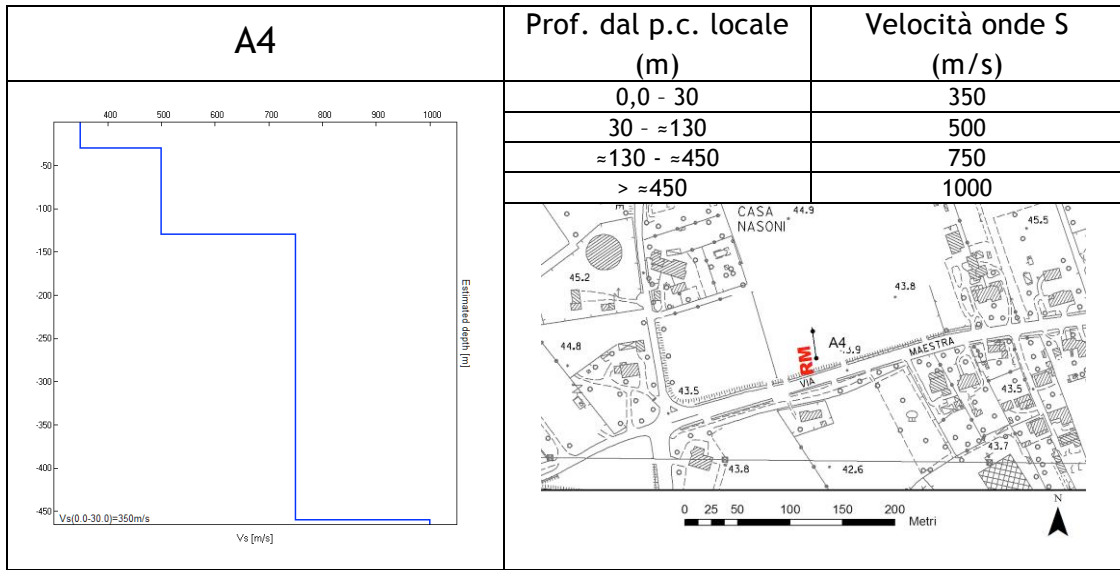 A4
Prof. dal p.c. locale
(m)
Velocità onde S
(m/s)
0,0 – 30
350
30 - ≈130
500
≈130 - ≈450
750
> ≈450
1000
400 500 600 700 800 900 1000
-50
-100
-150
-200
-250
-300
-350
-400
-450
Vs(0.0-30.0)=350m/s
Vs [m/s]
Estimated depth [m]
E
CASA
NASONI
44.9
45.5
45.2
43.8
44.8
A4
43.9
RM
VIA
MAESTRA
43.5
43.5
43.7
43.8
42.6
0 25 50 100 150 200
Metri
N